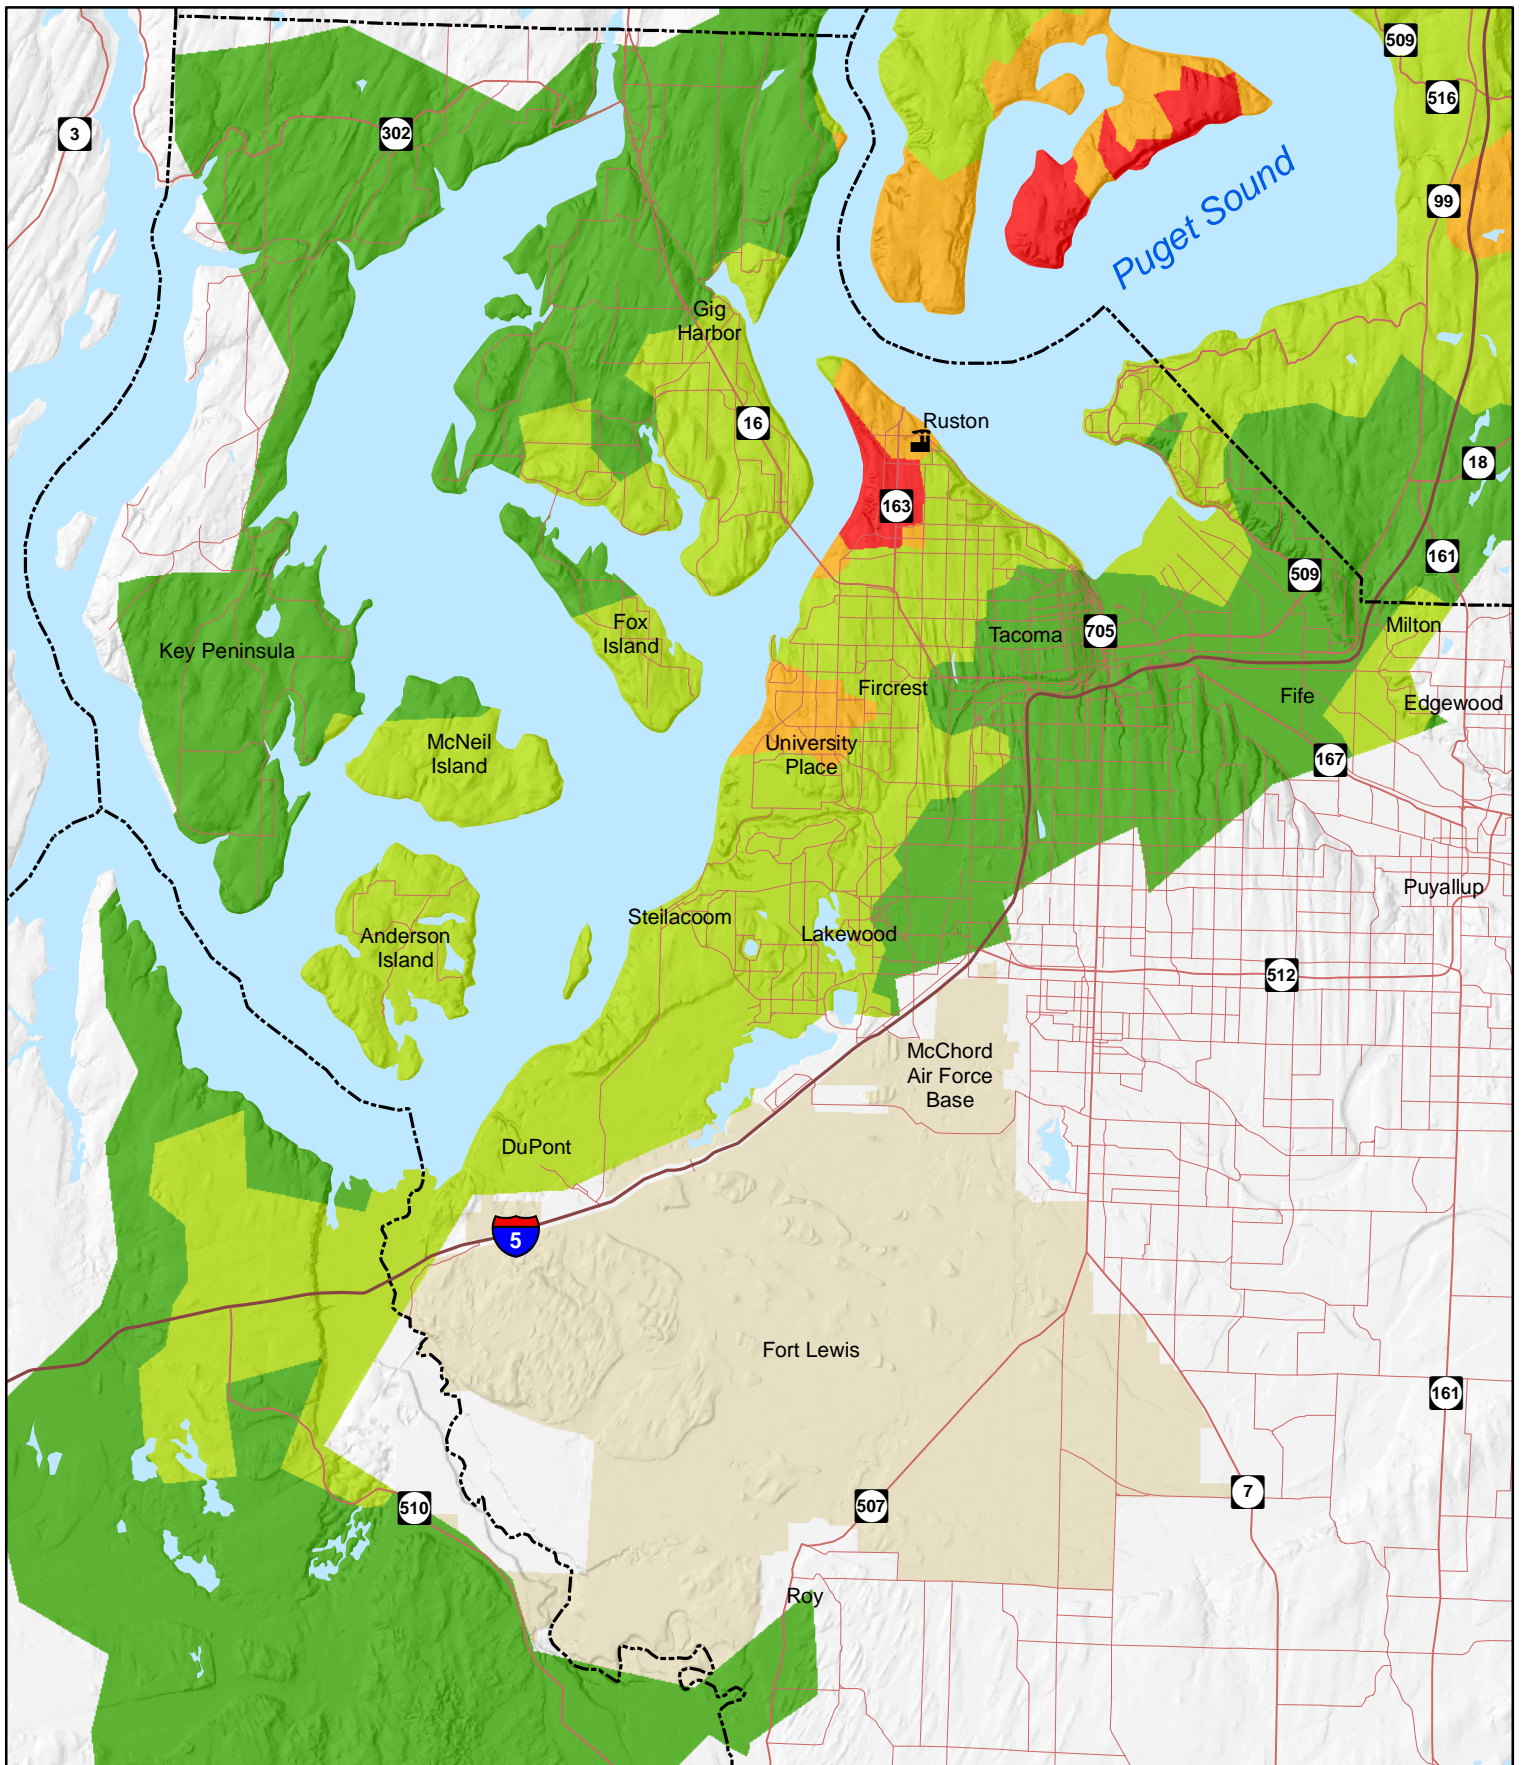 509
516
3
302
99
Puget Sound
Gig
Harbor
16
Ruston
18
163
161
509
Milton
Fox
Island
Tacoma
705
Key Peninsula
Fircrest
Fife
Edgewood
McNeil
Island
University
Place
167
Puyallup
Steilacoom
Lakewood
Anderson
Island
512
McChord
Air Force
Base
DuPont
5
Fort Lewis
161
7
510
507
Roy